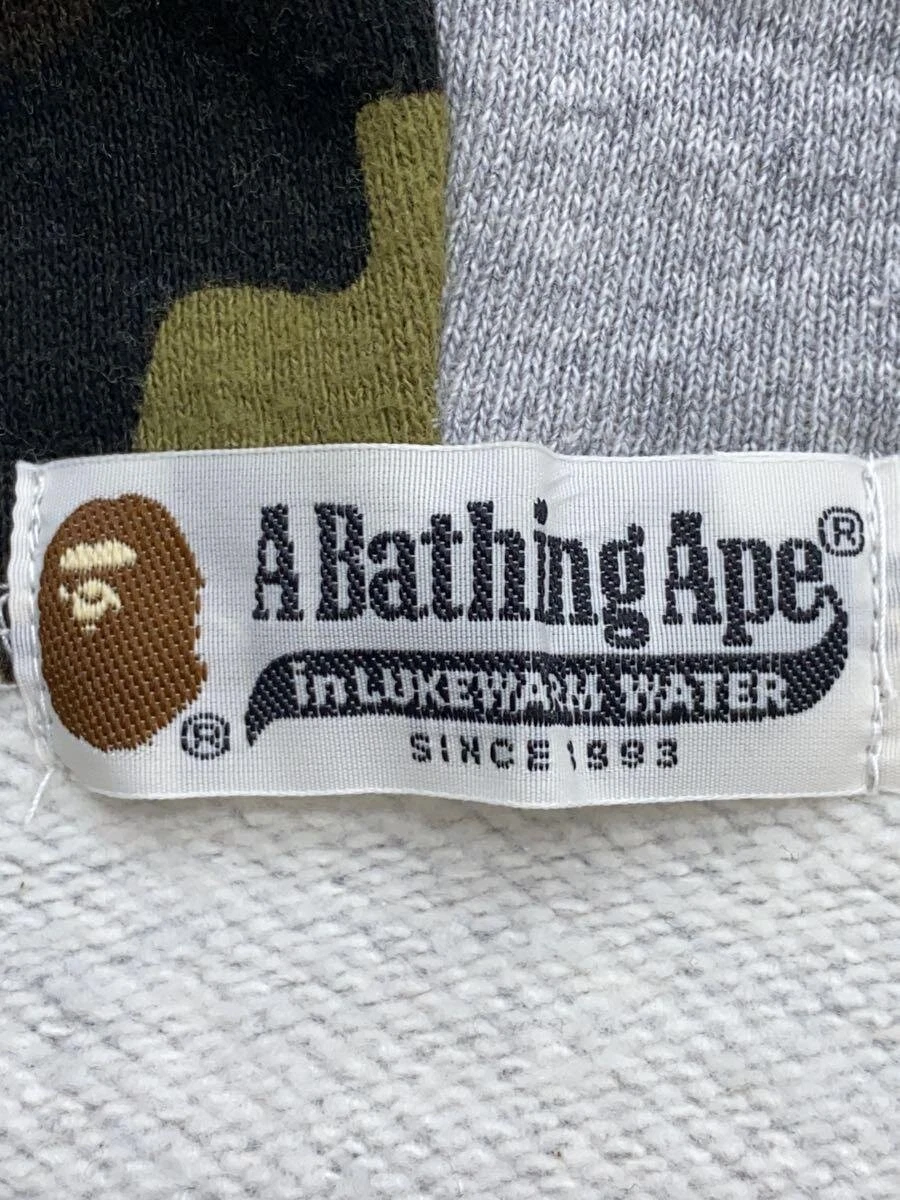 A Bathing Ape®
in LUKEWARM WATER
®
SINCE 1993